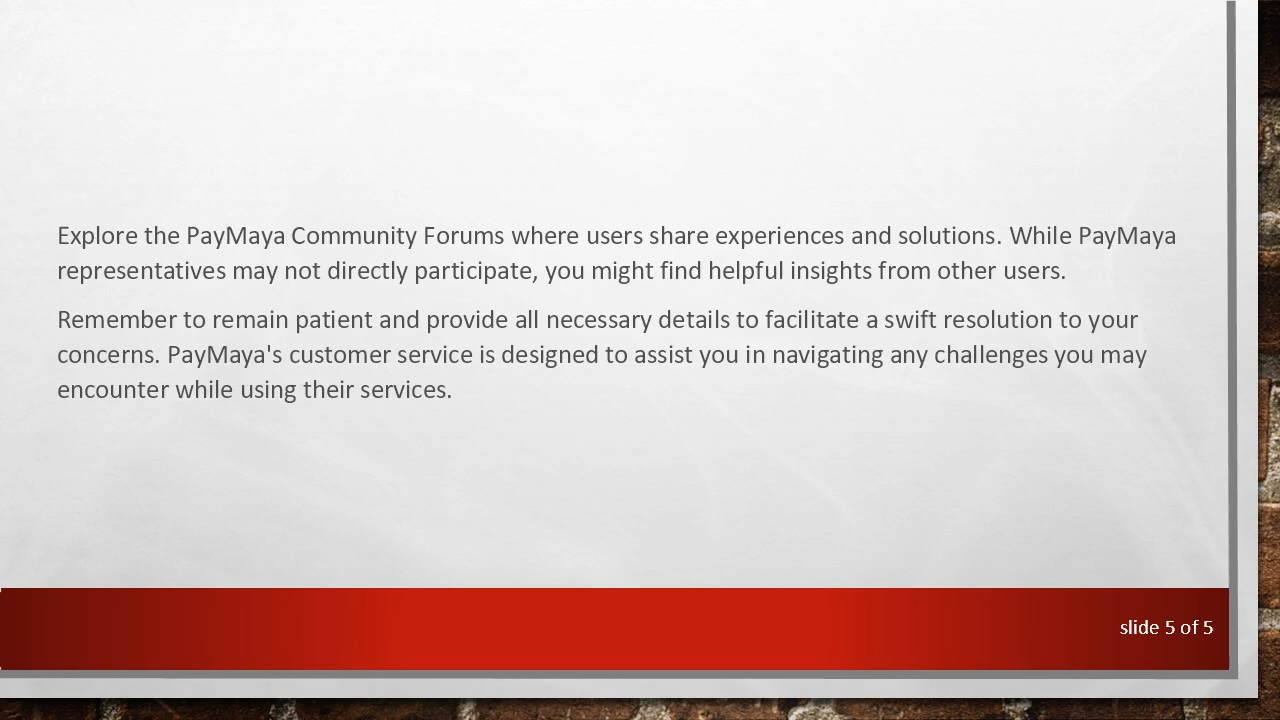 Explore the PayMaya Community Forums where users share experiences and solutions. While PayMaya
representatives may not directly participate, you might find helpful insights from other users.
Remember to remain patient and provide all necessary details to facilitate a swift resolution to your
concerns. PayMaya's customer service is designed to assist you in navigating any challenges you may
encounter while using their services.
slide 5 of 5